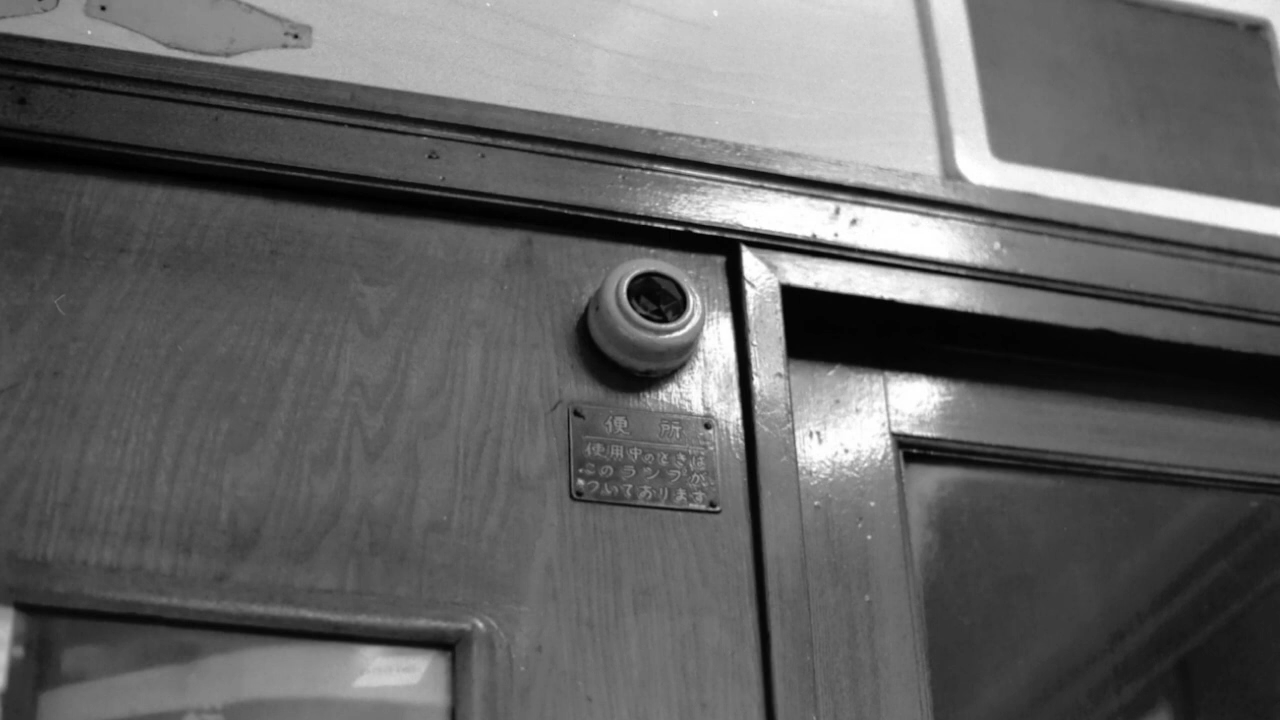 便所
使用中のときは
このランプが
ついております